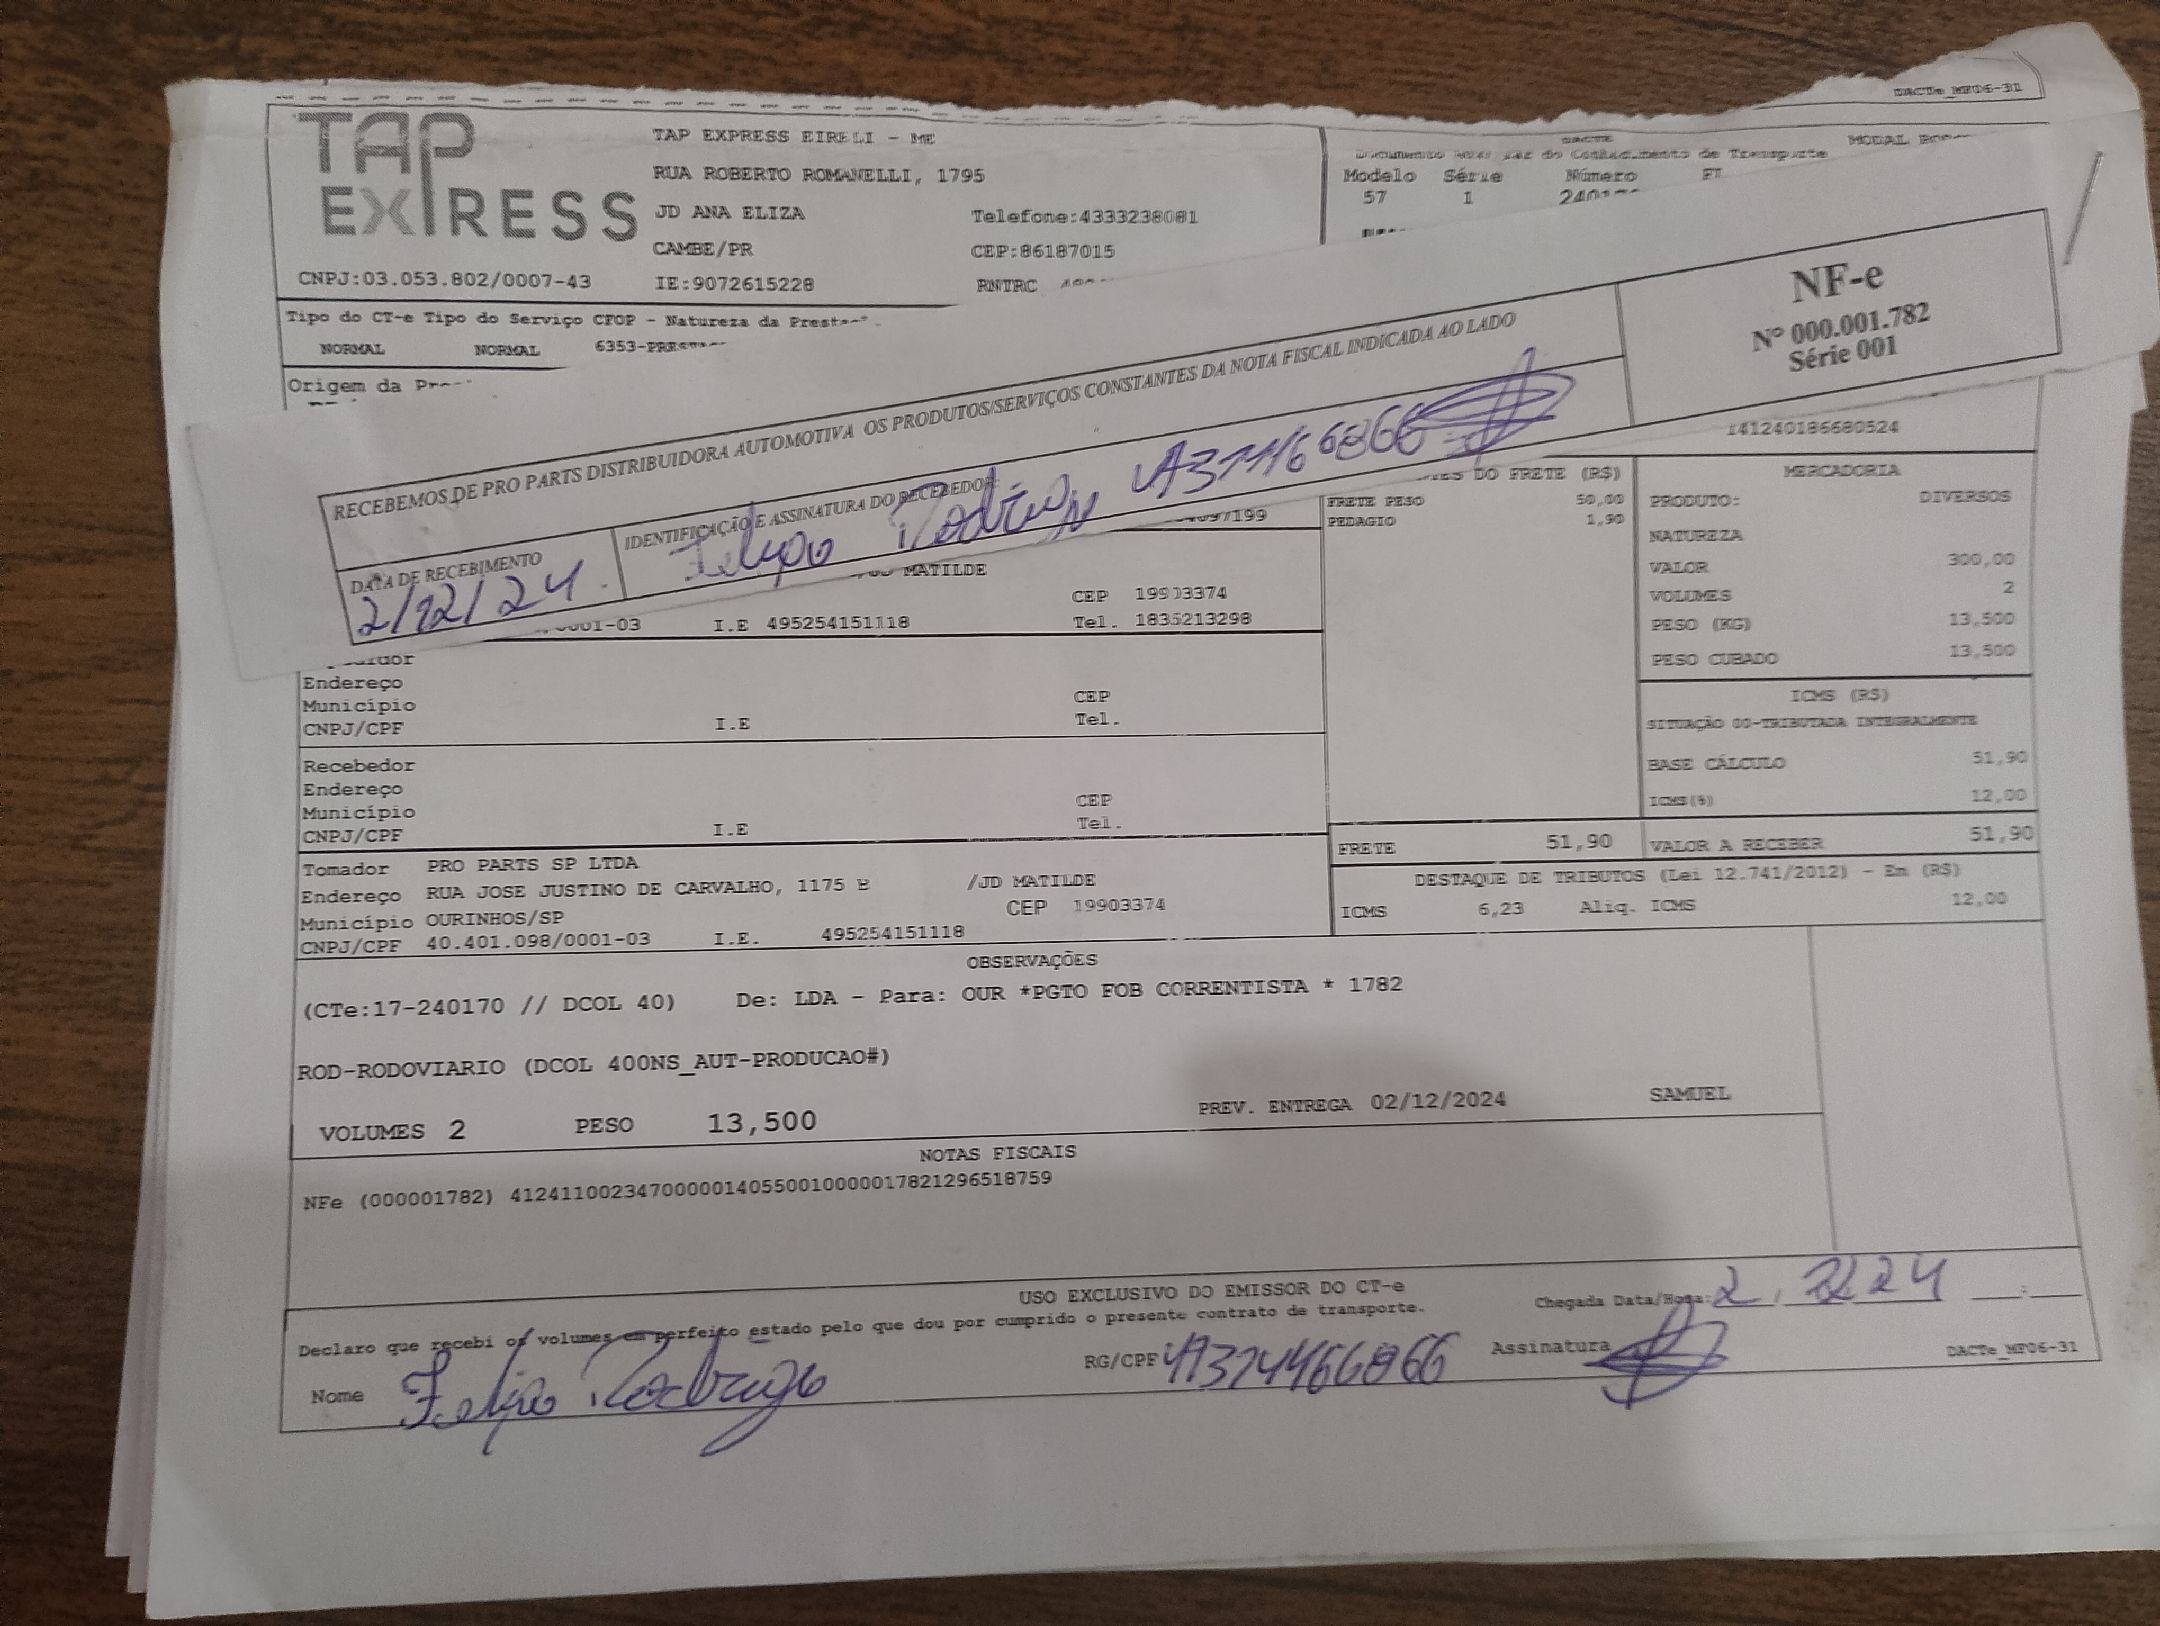 DACTe_MF06-31
TAP EXPRESS
TAP EXPRESS EIRELI - ME
RUA ROBERTO ROMANELLI, 1795
JD ANA ELIZA Telefone:4333238081
CAMBE/PR CEP:86187015
CNPJ:03.053.802/0007-43 IE:9072615228 RNTRC
DACTE MODAL
de Transporte
Modelo Série Número
57 1
Tipo do CT-e Tipo do Serviço CFOP - Natureza da
NORMAL NORMAL
Origem da
NF-e
Nº 000.001.782
Série 001
RECEBEMOS DE PRO PARTS DISTRIBUIDORA AUTOMOTIVA OS PRODUTOS/SERVIÇOS CONSTANTES DA NOTA FISCAL INDICADA AO LADO
DATA DE RECEBIMENTO IDENTIFICAÇÃO E ASSINATURA DO RECEBEDOR
2/12/24
141240186680524
DO FRETE (R$)
FRETE PESO 50,00
PEDAGIO 1,90
MERCADORIA
PRODUTO: DIVERSOS
NATUREZA
VALOR 300,00
VOLUMES 2
PESO (KG) 13,500
PESO CUBADO 13,500
MATILDE
CEP 19903374
0001-03 I.E 495254151118 Tel. 1835213298
Endereço
Município CEP
CNPJ/CPF I.E Tel.
ICMS (R$)
SITUAÇÃO 00-TRIBUTADA INTEGRALMENTE
BASE CÁLCULO 51,90
ICMS(%) 12,00
Recebedor
Endereço
Município CEP
CNPJ/CPF I.E Tel.
FRETE 51,90 VALOR A RECEBER 51,90
Tomador PRO PARTS SP LTDA
Endereço RUA JOSE JUSTINO DE CARVALHO, 1175 B /JD MATILDE
Município OURINHOS/SP CEP 19903374
CNPJ/CPF 40.401.098/0001-03 I.E. 495254151118
DESTAQUE DE TRIBUTOS (Lei 12.741/2012) - Em (R$)
ICMS 6,23 Aliq. ICMS 12,00
OBSERVAÇÕES
(CTe:17-240170 // DCOL 40) De: LDA - Para: OUR *PGTO FOB CORRENTISTA * 1782
ROD-RODOVIARIO (DCOL 400NS_AUT-PRODUCAO#)
VOLUMES 2 PESO 13,500 PREV. ENTREGA 02/12/2024 SAMUEL
NOTAS FISCAIS
NFe (000001782) 41241100234700000140550010000017821296518759
USO EXCLUSIVO DO EMISSOR DO CT-e
Declaro que recebi os volumes em perfeito estado pelo que dou por cumprido o presente contrato de transporte.
Chegada Data/Hora:
Nome RG/CPF Assinatura
DACTe_MF06-31